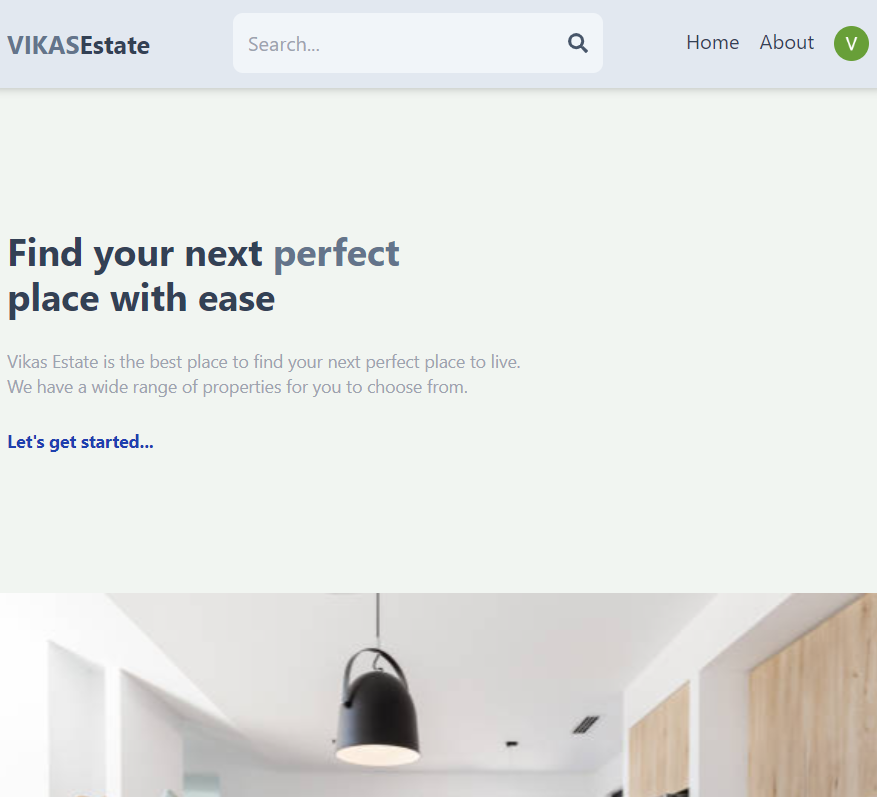 VIKASEstate
Search...
Home
About
V
Find your next perfect
place with ease
Vikas Estate is the best place to find your next perfect place to live.
We have a wide range of properties for you to choose from.
Let's get started...